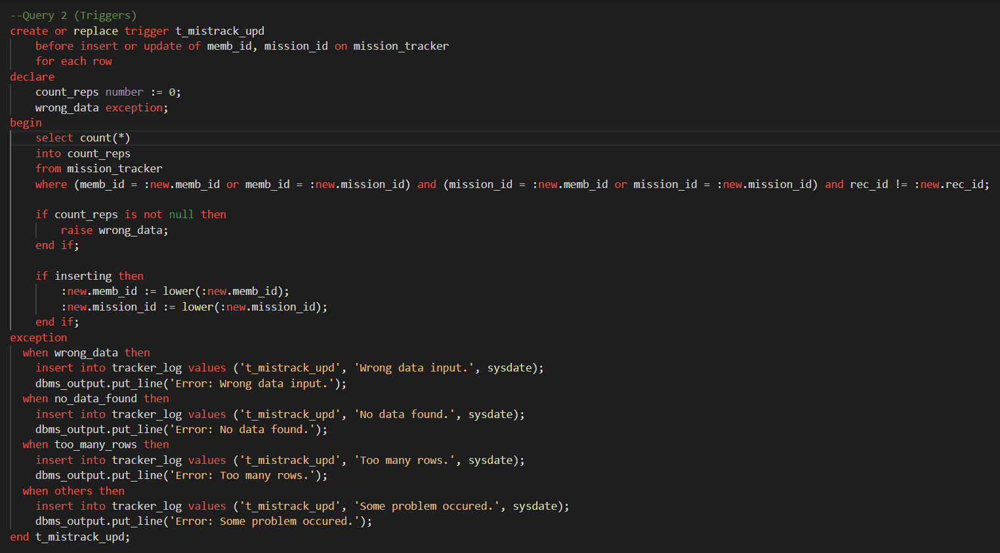 --Query 2 (Triggers)
create or replace trigger t_mistrack_upd
    before insert or update of memb_id, mission_id on mission_tracker
    for each row
declare
    count_reps number := 0;
    wrong_data exception;
begin
    select count(*)
    into count_reps
    from mission_tracker
    where (memb_id = :new.memb_id or memb_id = :new.mission_id) and (mission_id = :new.memb_id or mission_id = :new.mission_id) and rec_id != :new.rec_id;

    if count_reps is not null then
        raise wrong_data;
    end if;

    if inserting then
        :new.memb_id := lower(:new.memb_id);
        :new.mission_id := lower(:new.mission_id);
    end if;
exception
  when wrong_data then
    insert into tracker_log values ('t_mistrack_upd', 'Wrong data input.', sysdate);
    dbms_output.put_line('Error: Wrong data input.');
  when no_data_found then
    insert into tracker_log values ('t_mistrack_upd', 'No data found.', sysdate);
    dbms_output.put_line('Error: No data found.');
  when too_many_rows then
    insert into tracker_log values ('t_mistrack_upd', 'Too many rows.', sysdate);
    dbms_output.put_line('Error: Too many rows.');
  when others then
    insert into tracker_log values ('t_mistrack_upd', 'Some problem occured.', sysdate);
    dbms_output.put_line('Error: Some problem occured.');
end t_mistrack_upd;